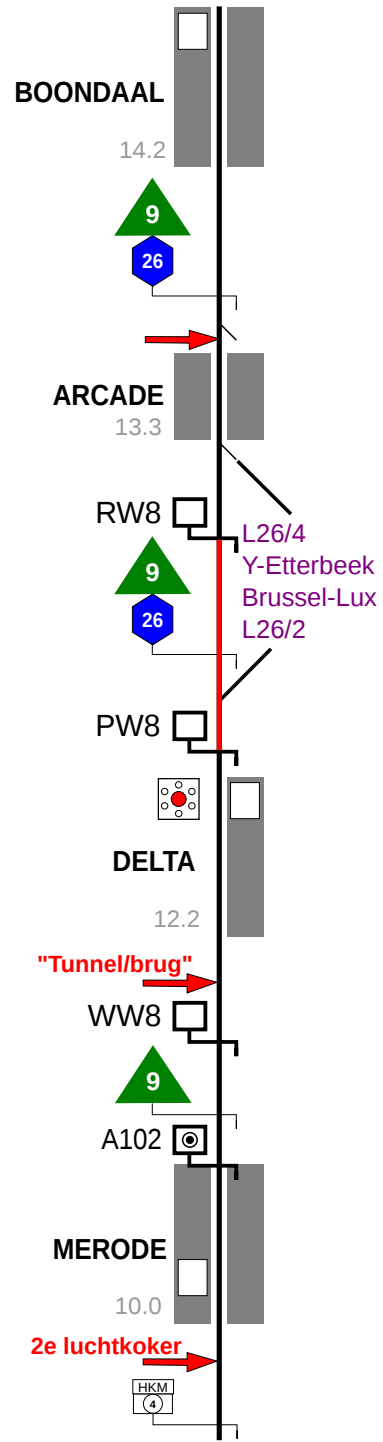 BOONDAAL
14.2
9
26
ARCADE
13.3
RW8
L26/4
9
Y-Etterbeek
Brussel-Lux
26
L26/2
PW8
DELTA
12.2
"Tunnel/brug"
WW8
9
A102
MERODE
10.0
2e luchtkoker
HKM
4